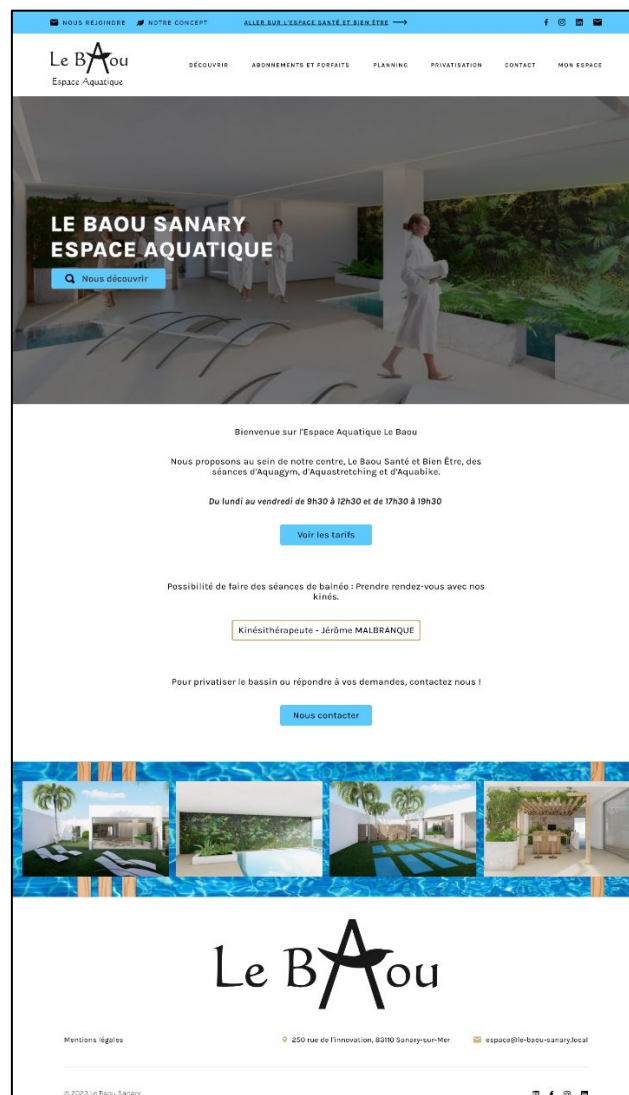 NOUS REJOINDRE NOTRE CONCEPT ALLER SUR L'ESPACE SANTÉ ET BIEN ÊTRE
Le BAou
Espace Aquatique
DÉCOUVRIR ABONNEMENTS ET FORFAITS PLANNING PRIVATISATION CONTACT MON ESPACE
LE BAOU SANARY
ESPACE AQUATIQUE
Nous découvrir
Bienvenue sur l'Espace Aquatique Le Baou
Nous proposons au sein de notre centre, Le Baou Santé et Bien Être, des
séances d'Aquagym, d'Aquastretching et d'Aquabike.
Du lundi au vendredi de 9h30 à 12h30 et de 17h30 à 19h30
Voir les tarifs
Possibilité de faire des séances de balnéo : Prendre rendez-vous avec nos
kinés.
Kinésithérapeute - Jérôme MALBRANQUE
Pour privatiser le bassin ou répondre à vos demandes, contactez nous !
Nous contacter
Le BAou
Mentions légales 250 rue de l'innovation, 83110 Sanary-sur-Mer espace@le-baou-sanary.local
© 2023 Le Baou Sanary